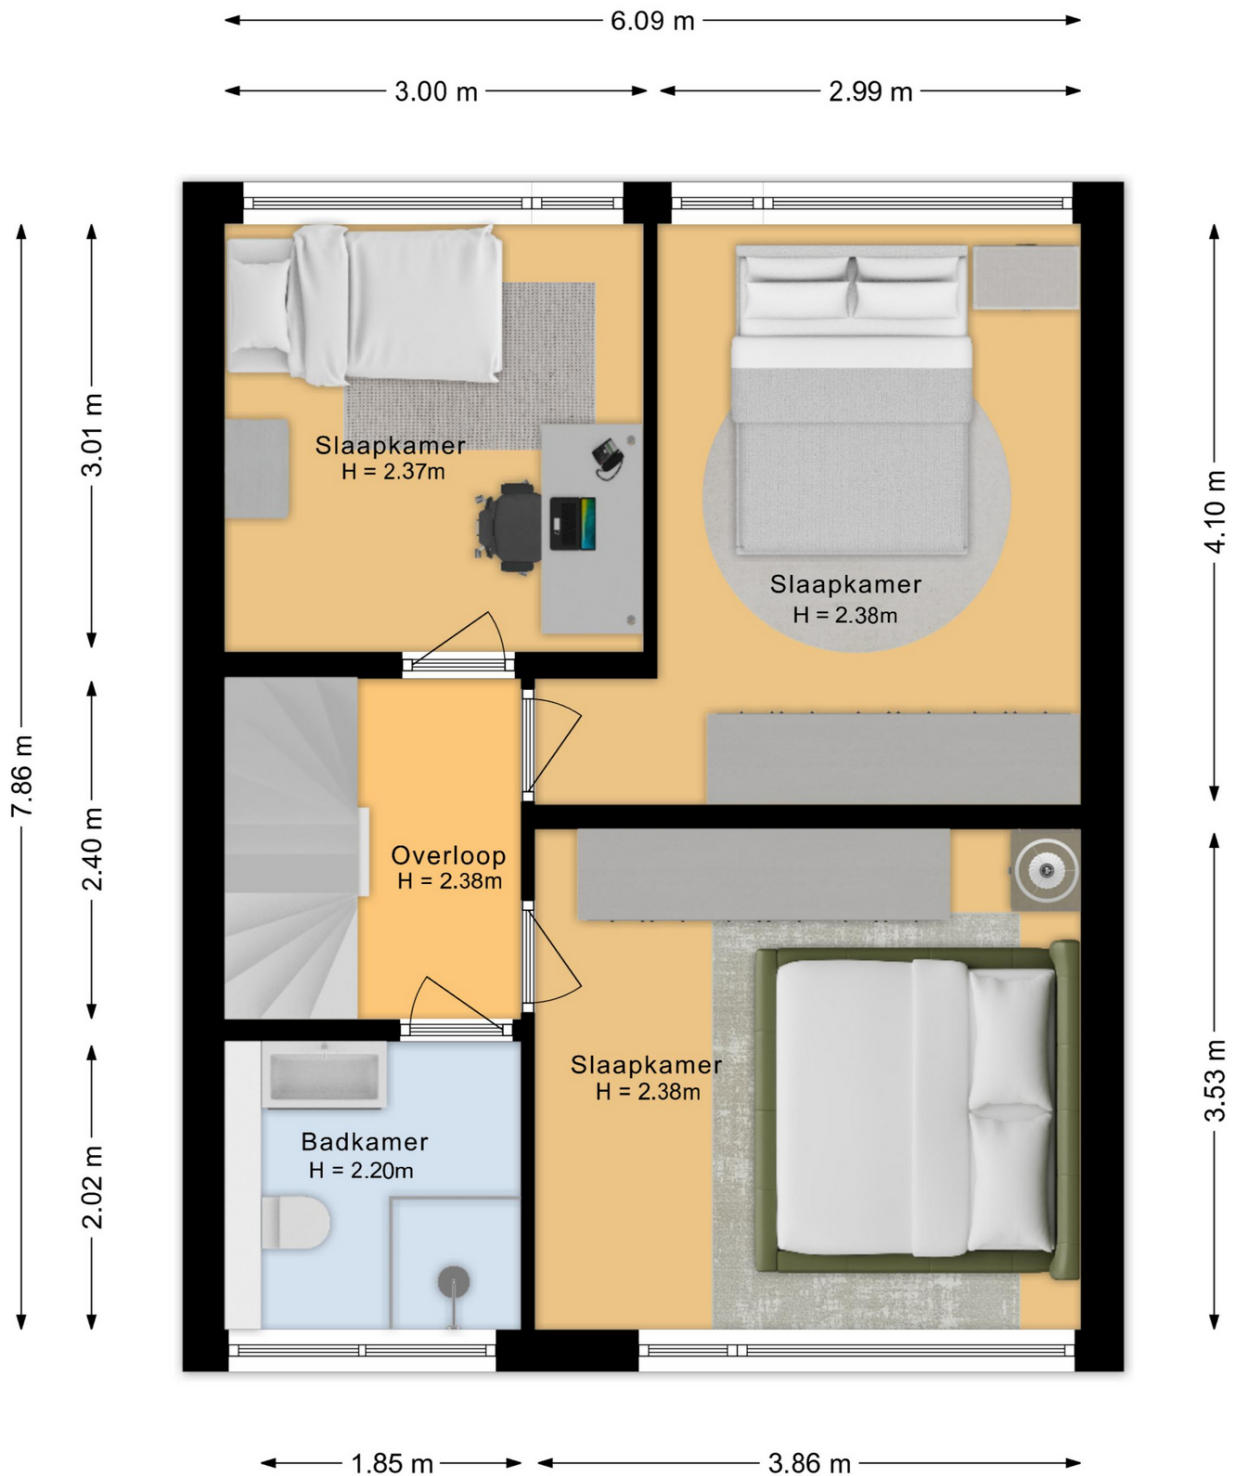 6.09 m
3.00 m
2.99 m
7.86 m
3.01 m
2.40 m
2.02 m
4.10 m
3.53 m
Slaapkamer
H = 2.37m
Slaapkamer
H = 2.38m
Overloop
H = 2.38m
Slaapkamer
H = 2.38m
Badkamer
H = 2.20m
1.85 m
3.86 m